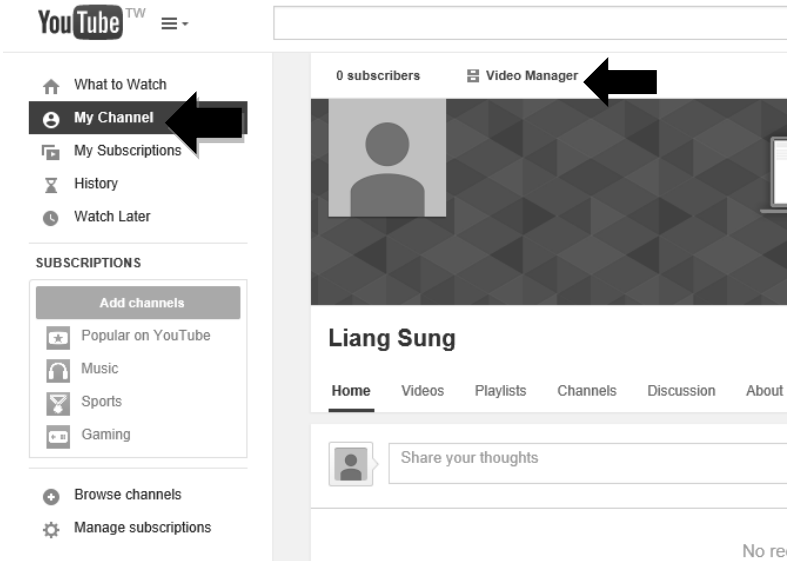 YouTube TW
What to Watch
My Channel
My Subscriptions
History
Watch Later
SUBSCRIPTIONS
Add channels
Popular on YouTube
Music
Sports
Gaming
Browse channels
Manage subscriptions
0 subscribers Video Manager
Liang Sung
Home Videos Playlists Channels Discussion About
Share your thoughts
No